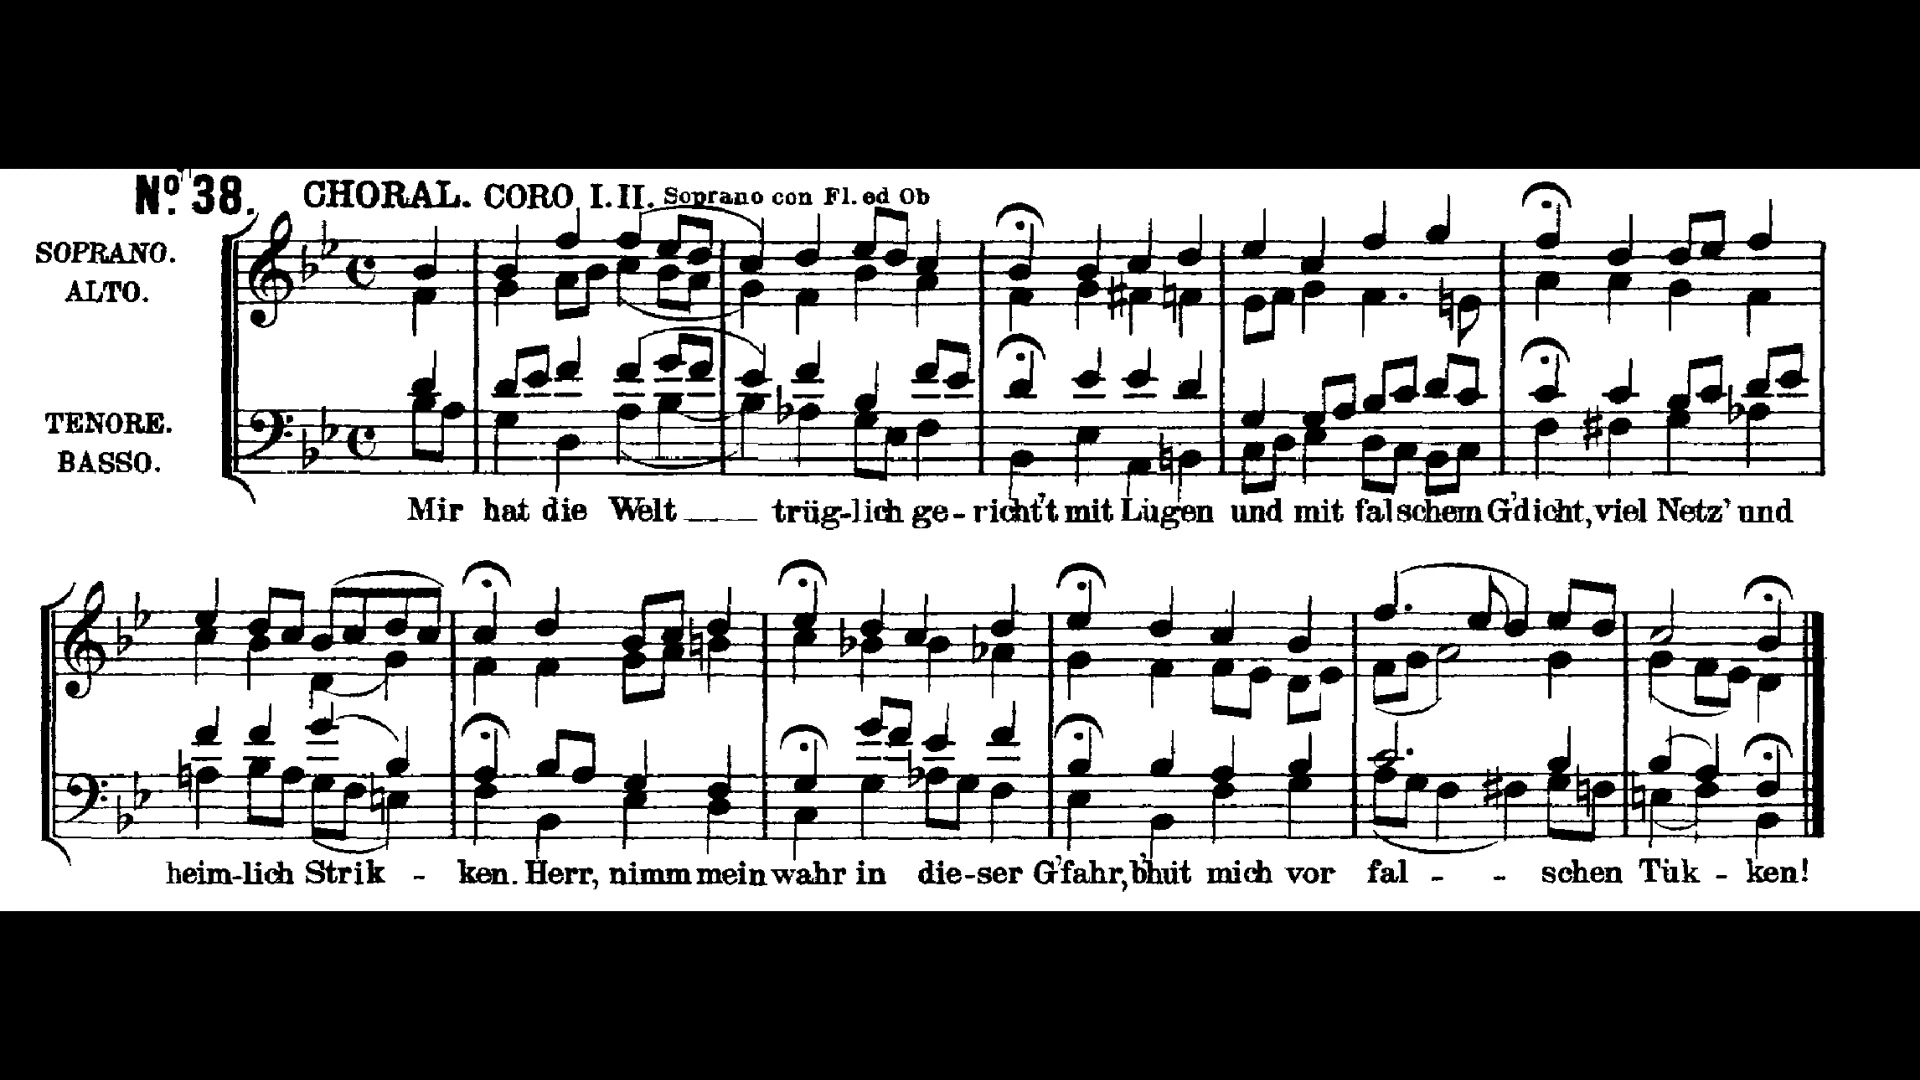 Nº. 38. CHORAL. CORO I. II. Soprano con Fl. ed Ob
SOPRANO.
ALTO.
TENORE.
BASSO.
Mir hat die Welt trüg-lich ge-richt't mit Lügen und mit falschem G'dicht, viel Netz' und
heim-lich Strik - ken. Herr, nimm mein wahr in die-ser G'fahr, b'hüt mich vor fal - - schen Tük - ken!